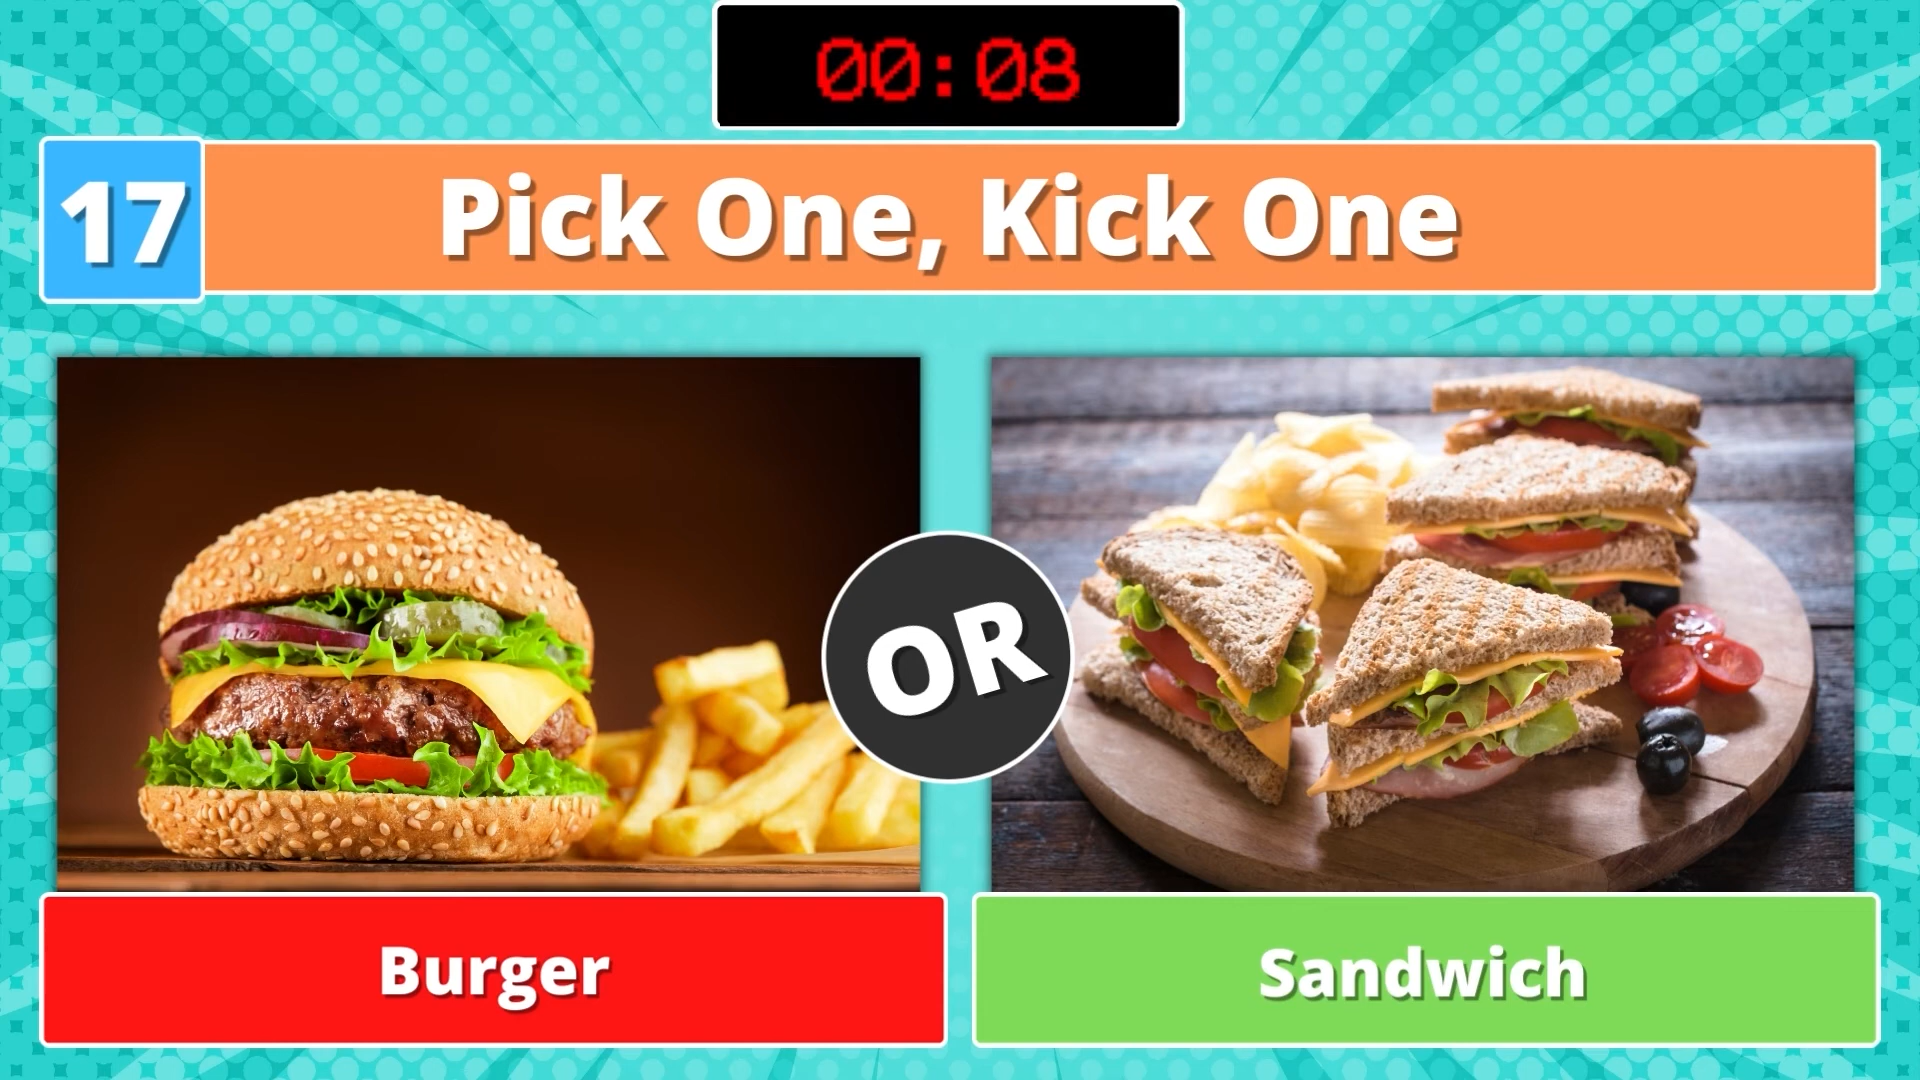 00:08
17
Pick One, Kick One
OR
Burger
Sandwich